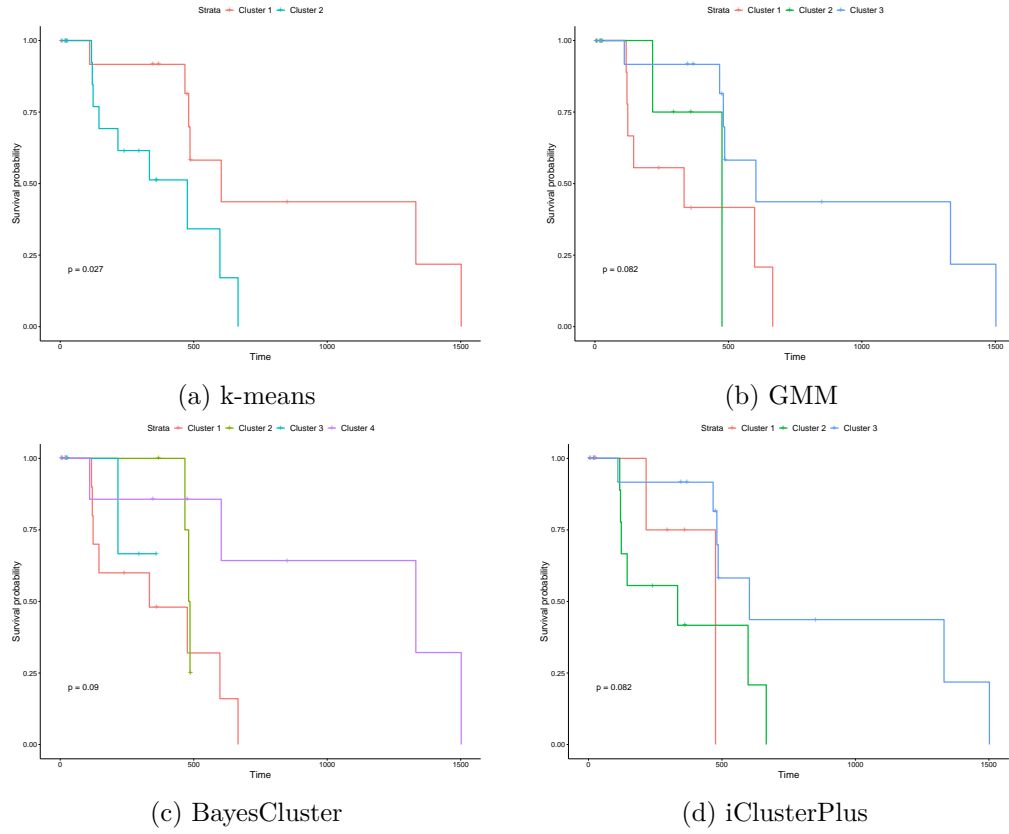 Strata Cluster 1 Cluster 2
Survival probability
1.00
0.75
0.50
0.25
0.00
p = 0.027
0 500 1000 1500
Time
(a) k-means
Strata Cluster 1 Cluster 2 Cluster 3
Survival probability
1.00
0.75
0.50
0.25
0.00
p = 0.082
0 500 1000 1500
Time
(b) GMM
Strata Cluster 1 Cluster 2 Cluster 3 Cluster 4
Survival probability
1.00
0.75
0.50
0.25
0.00
p = 0.09
0 500 1000 1500
Time
(c) BayesCluster
Strata Cluster 1 Cluster 2 Cluster 3
Survival probability
1.00
0.75
0.50
0.25
0.00
p = 0.082
0 500 1000 1500
Time
(d) iClusterPlus